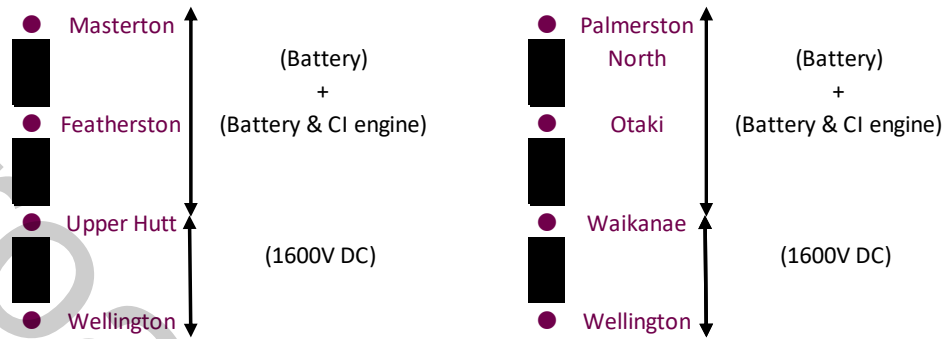 Masterton
(Battery)
+
Featherston
(Battery & CI engine)
Upper Hutt
(1600V DC)
Wellington
Palmerston
North
(Battery)
+
Otaki
(Battery & CI engine)
Waikanae
(1600V DC)
Wellington